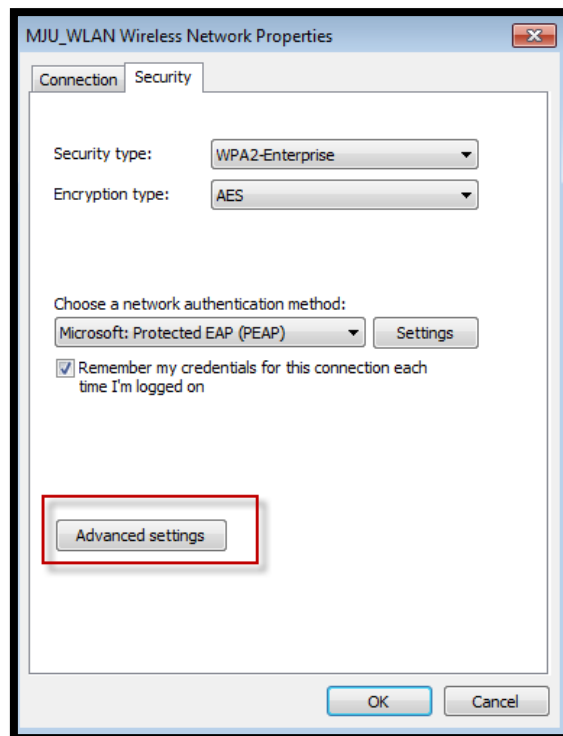 MJU_WLAN Wireless Network Properties
Connection
Security
Security type:
WPA2-Enterprise
Encryption type:
AES
Choose a network authentication method:
Microsoft: Protected EAP (PEAP)
Settings
Remember my credentials for this connection each
time I'm logged on
Advanced settings
OK
Cancel